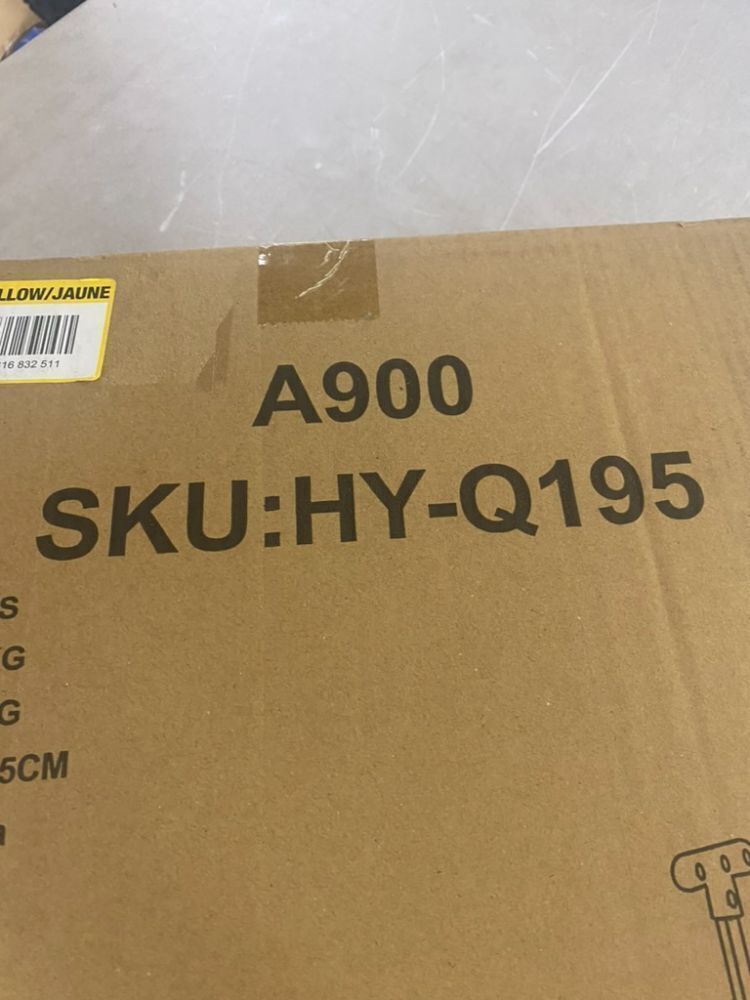 LLOW/JAUNE
16 832 511
A900
SKU:HY-Q195
S
G
G
5CM